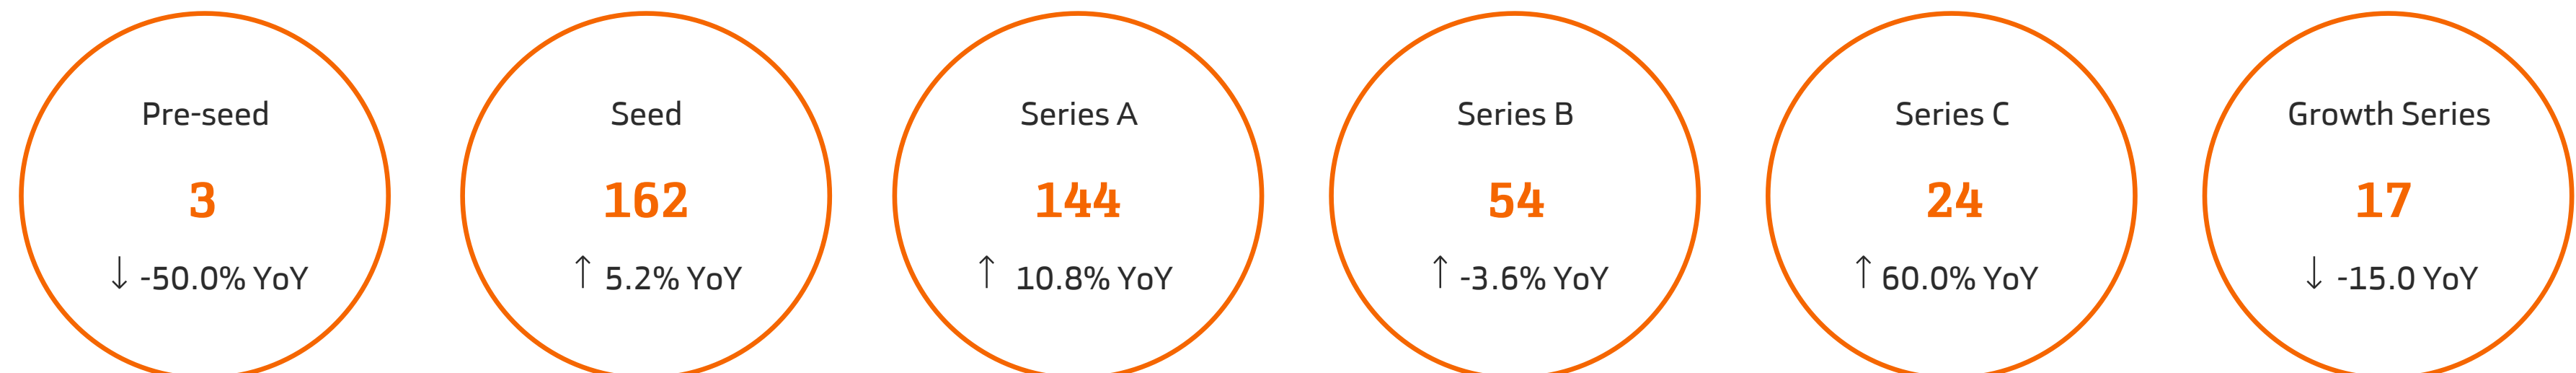 Pre-seed
3
↓ -50.0% YoY
Seed
162
↑ 5.2% YoY
Series A
144
↑ 10.8% YoY
Series B
54
↑ -3.6% YoY
Series C
24
↑ 60.0% YoY
Growth Series
17
↓ -15.0 YoY